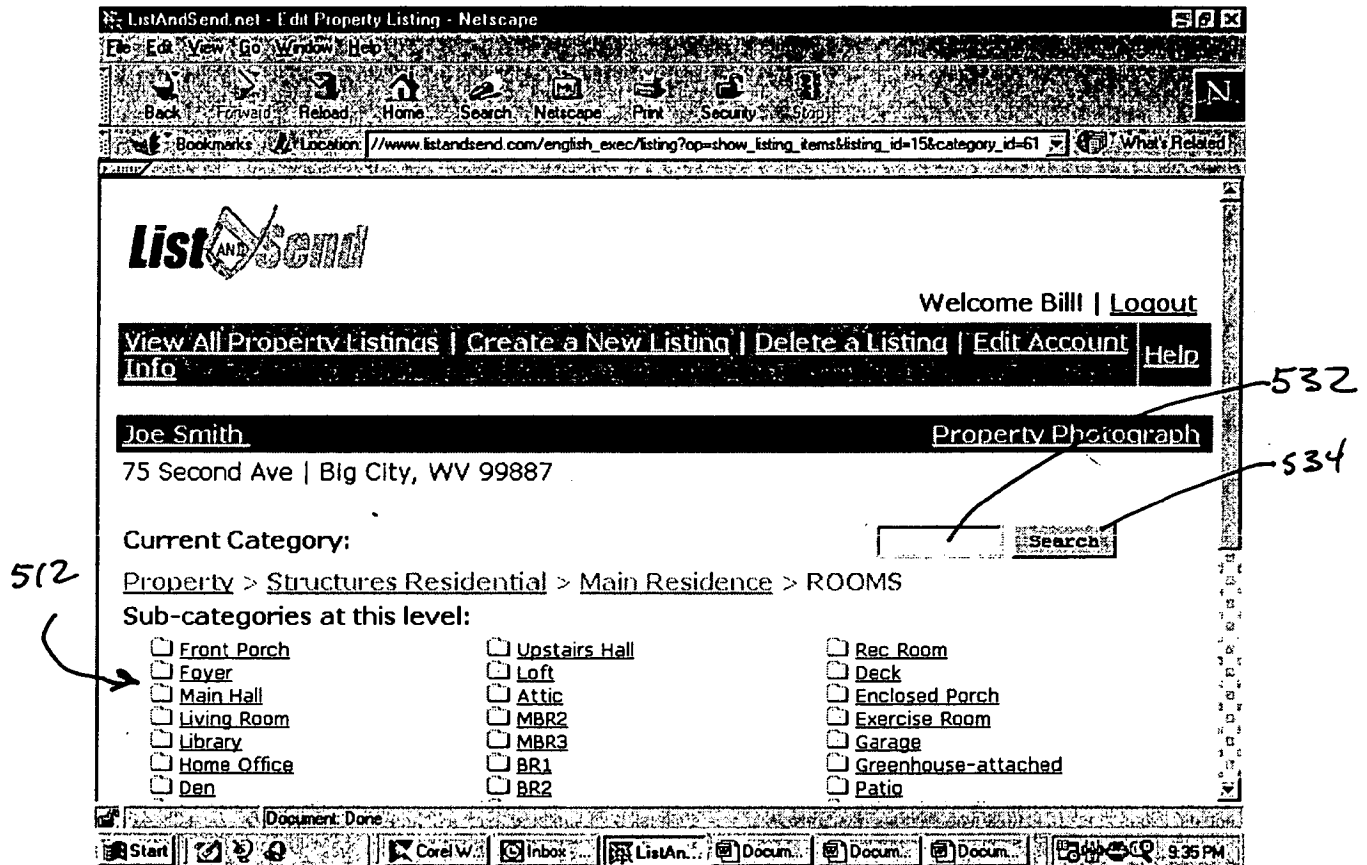 ListAndSend.net - Edit Property Listing - Netscape
File Edit View Go Window Help
Back Forward Reload Home Search Netscape Print Security Stop
N
Bookmarks Location: //www.listandsend.com/english_exec/listing?op=show_listing_items&listing_id=15&category_id=61 What's Related
List AND Send
Welcome Bill! | Logout
View All Property Listings | Create a New Listing | Delete a Listing | Edit Account Info
Help
532
Joe Smith Property Photograph
75 Second Ave | Big City, WV 99887
534
Current Category: Search
512
Property > Structures Residential > Main Residence > ROOMS
Sub-categories at this level:
Front Porch Upstairs Hall Rec Room
Foyer Loft Deck
Main Hall Attic Enclosed Porch
Living Room MBR2 Exercise Room
Library MBR3 Garage
Home Office BR1 Greenhouse-attached
Den BR2 Patio
Document: Done
Start Corel W... Inbox ... ListAn... Docum... Docum... Docum... 9:35 PM